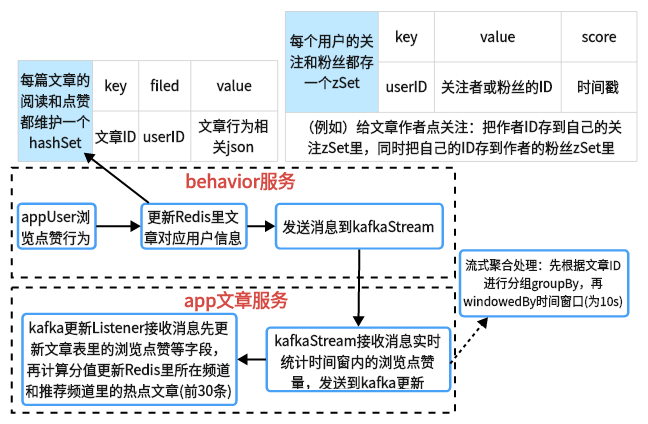 每篇文章的
阅读和点赞
都维护一个
hashSet
key
filed
value
文章ID
userID
文章行为相
关json
每个用户的关
注和粉丝都存
一个zSet
key
value
score
userID
关注者或粉丝的ID
时间戳
（例如）给文章作者点关注：把作者ID存到自己的关
注zSet里，同时把自己的ID存到作者的粉丝zSet里
behavior服务
appUser浏
览点赞行为
更新Redis里文
章对应用户信息
发送消息到kafkaStream
流式聚合处理：先根据文章ID
进行分组groupBy，再
windowedBy时间窗口(为10s)
app文章服务
kafka更新Listener接收消息先更
新文章表里的浏览点赞等字段，
再计算分值更新Redis里所在频道
和推荐频道里的热点文章(前30条)
kafkaStream接收消息实时
统计时间窗内的浏览点赞
量，发送到kafka更新